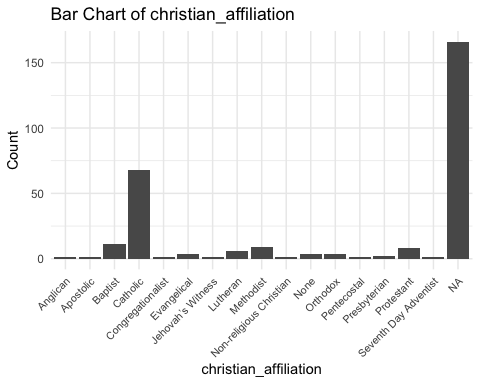 Bar Chart of christian_affiliation
Count
150
100
50
0
Anglican
Apostolic
Baptist
Catholic
Congregationalist
Evangelical
Jehovah's Witness
Lutheran
Methodist
Non-religious Christian
None
Orthodox
Pentecostal
Presbyterian
Protestant
Seventh Day Adventist
NA
christian_affiliation